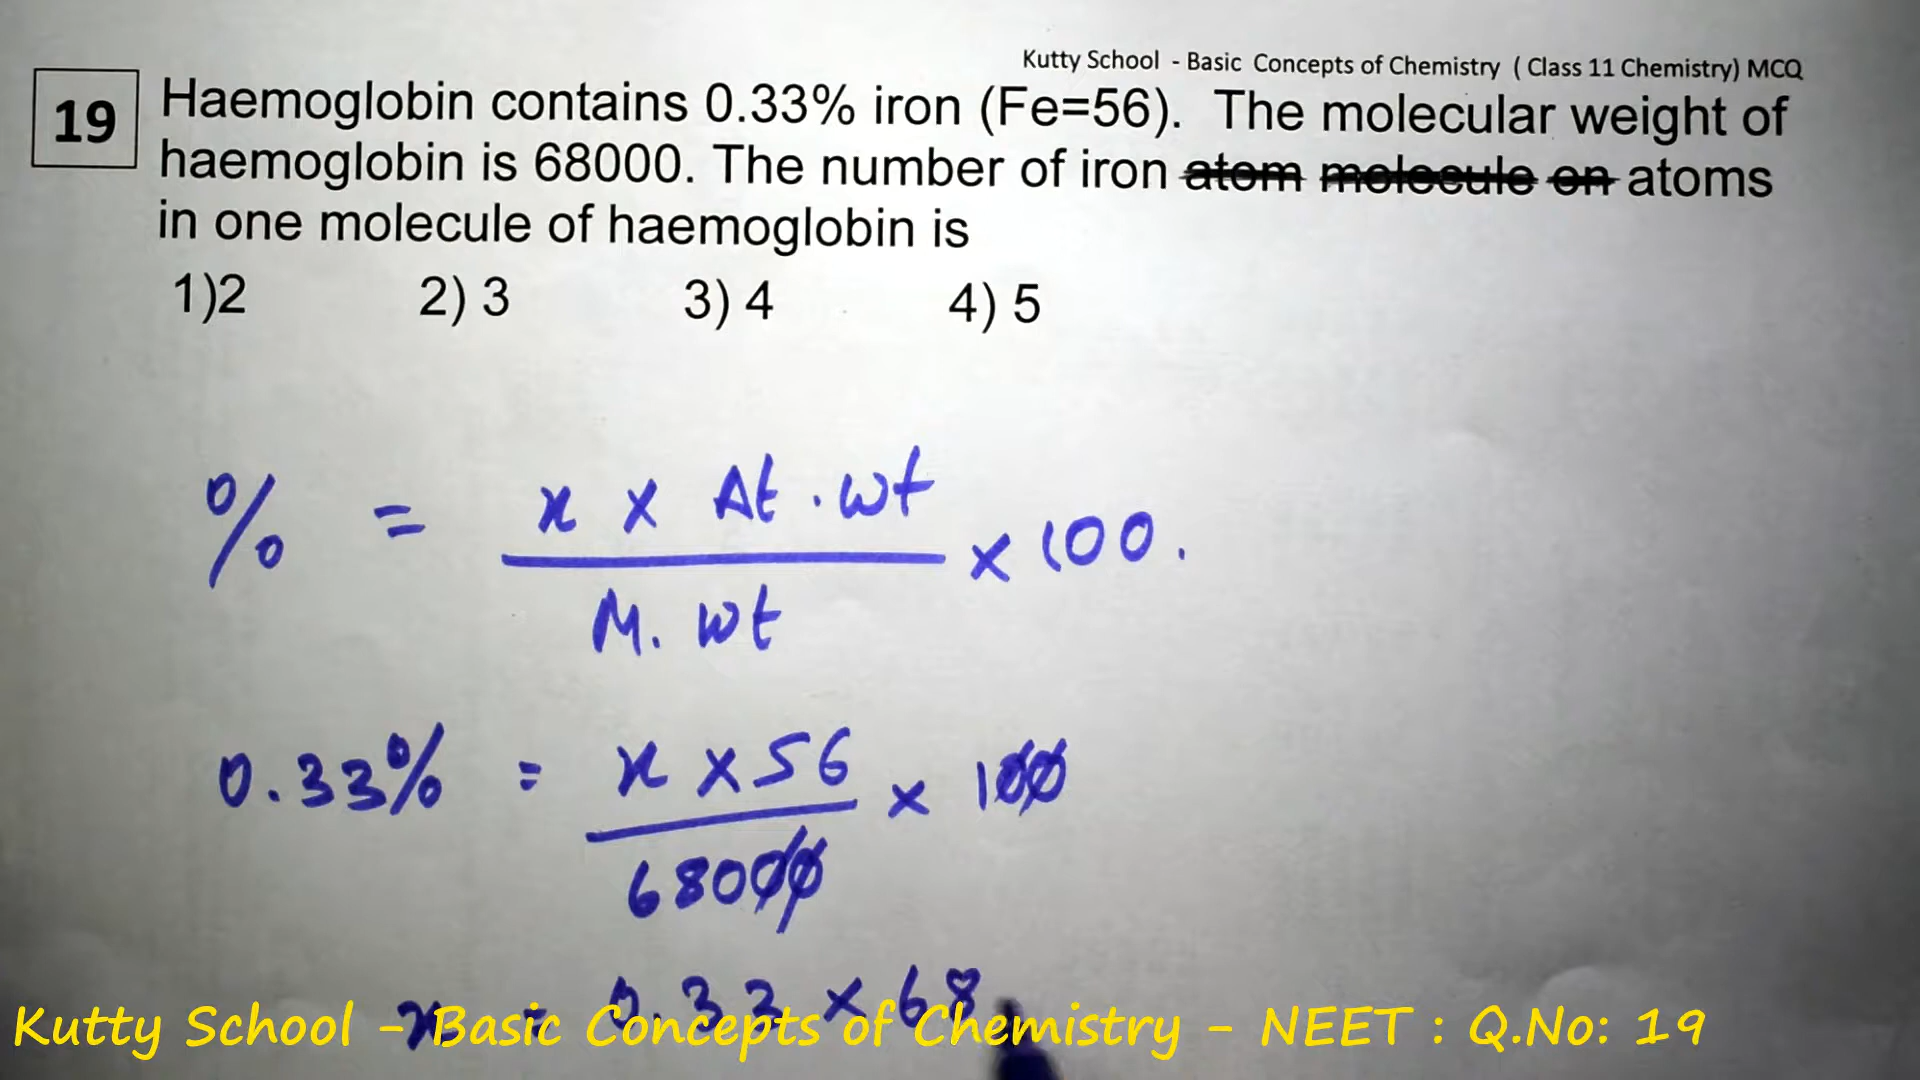 Kutty School - Basic Concepts of Chemistry ( Class 11 Chemistry) MCQ
19
Haemoglobin contains 0.33% iron (Fe=56). The molecular weight of
haemoglobin is 68000. The number of iron atom molecule on atoms
in one molecule of haemoglobin is
1)2 2) 3 3) 4 4) 5
% = x × At . wt
M. wt
× 100 .
0.33% = x × 56
68000
× 100
x = 0.33 × 68
Kutty School - Basic Concepts of Chemistry - NEET : Q.No: 19